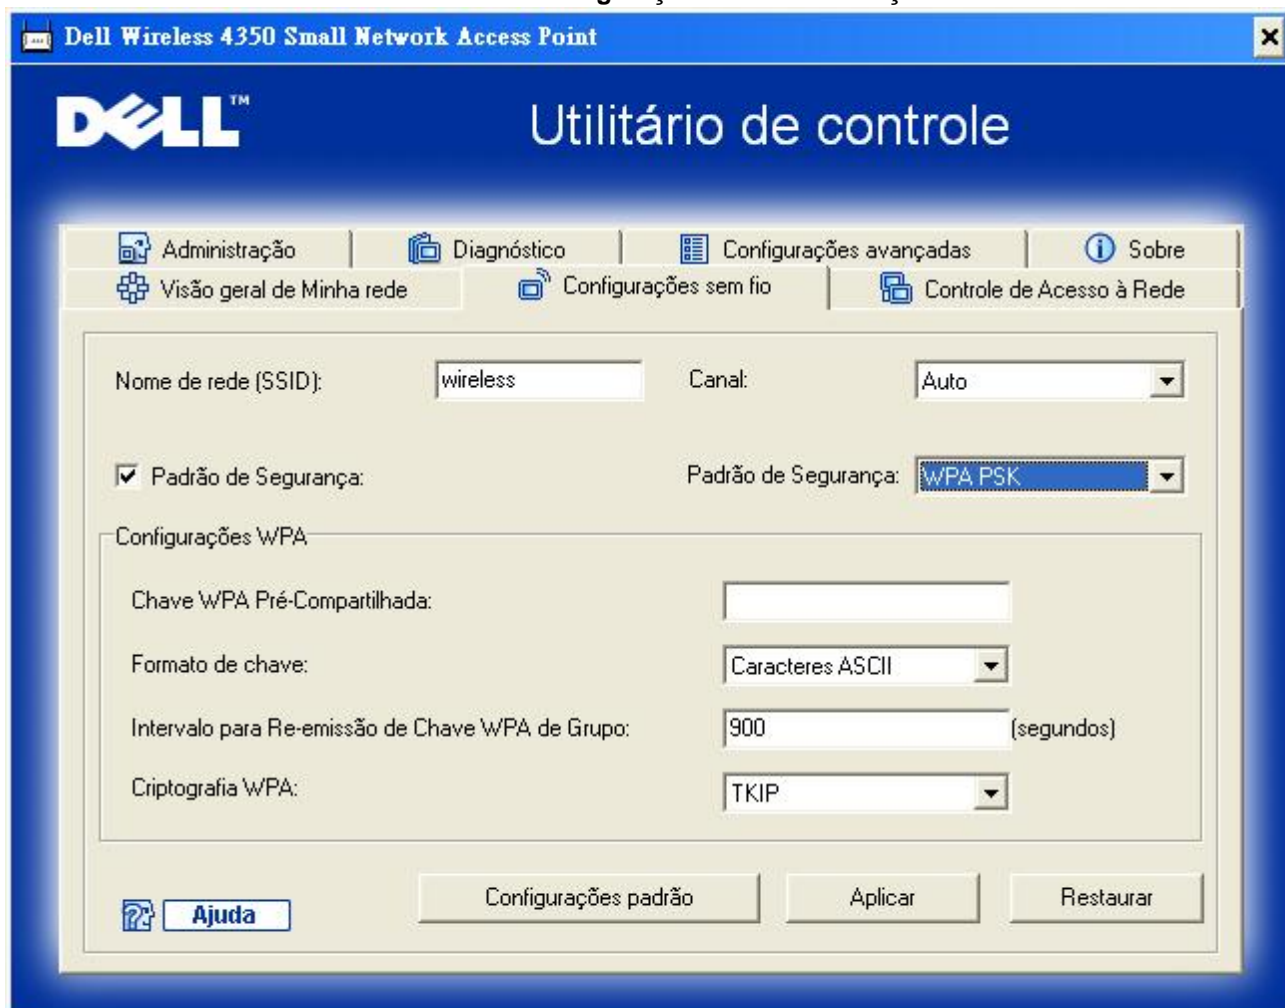 Dell Wireless 4350 Small Network Access Point
DELL™
Utilitário de controle
Administração
Diagnóstico
Configurações avançadas
Sobre
Visão geral de Minha rede
Configurações sem fio
Controle de Acesso à Rede
Nome de rede (SSID): wireless
Canal: Auto
Padrão de Segurança:
Padrão de Segurança: WPA PSK
Configurações WPA
Chave WPA Pré-Compartilhada:
Formato de chave: Caracteres ASCII
Intervalo para Re-emissão de Chave WPA de Grupo: 900 (segundos)
Criptografia WPA: TKIP
Ajuda
Configurações padrão
Aplicar
Restaurar